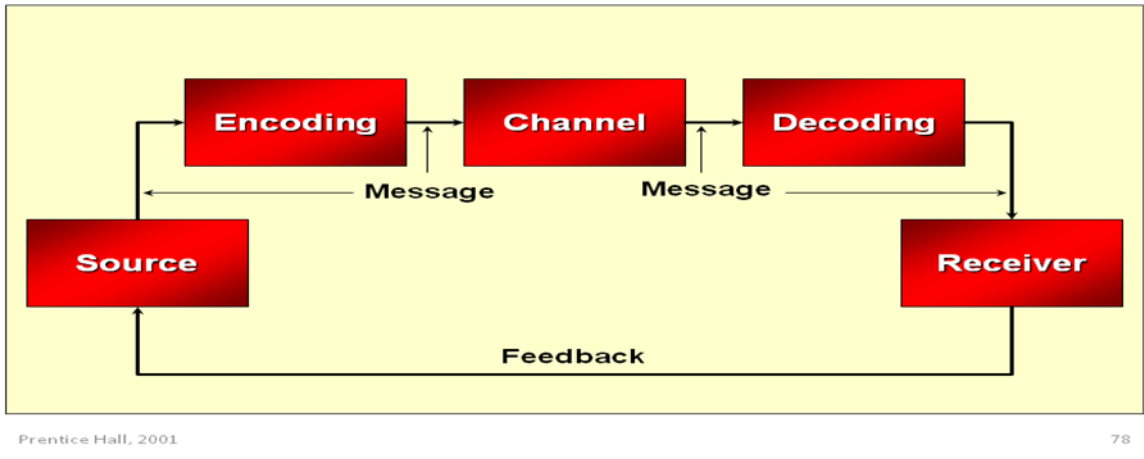 Encoding Channel Decoding
Message Message
Source Receiver
Feedback
Prentice Hall, 2001 78